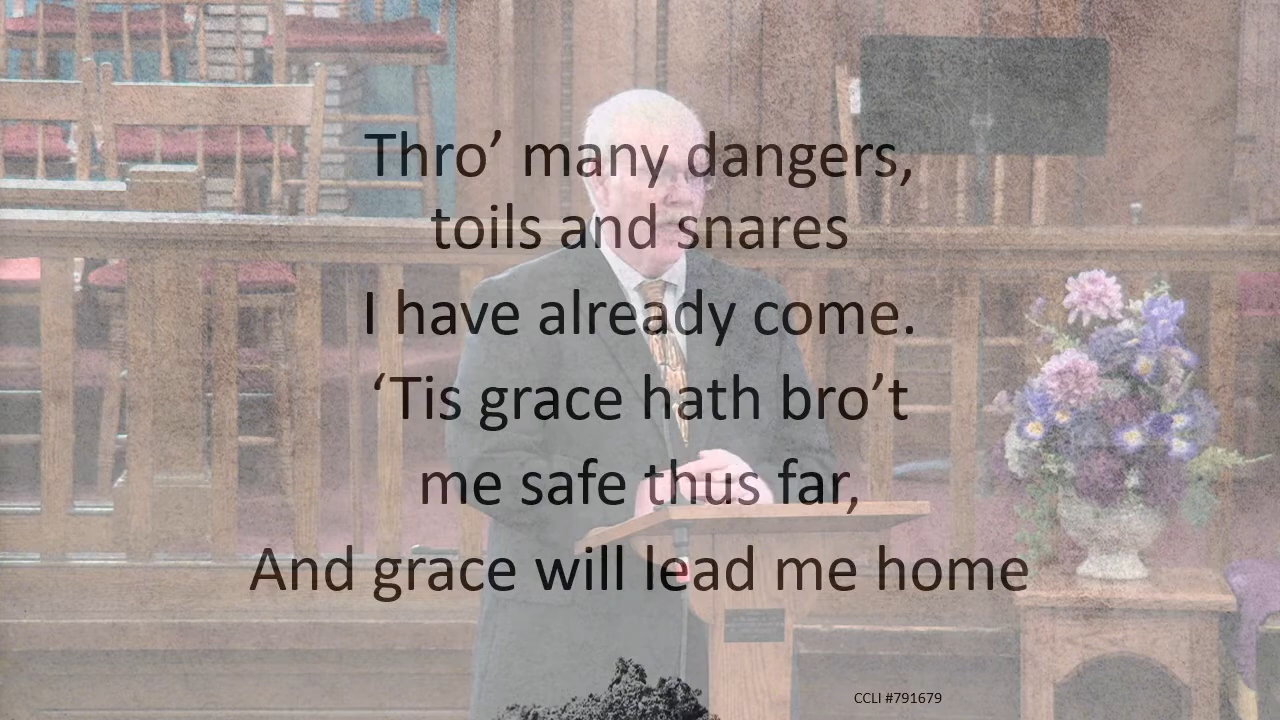 Thro’ many dangers,
toils and snares
I have already come.
‘Tis grace hath bro’t
me safe thus far,
And grace will lead me home
CCLI #791679